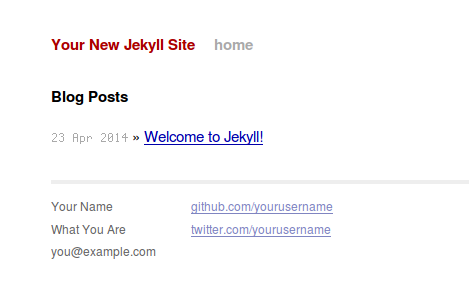 Your New Jekyll Site home
Blog Posts
23 Apr 2014 » Welcome to Jekyll!
Your Name github.com/yourusername
What You Are twitter.com/yourusername
you@example.com